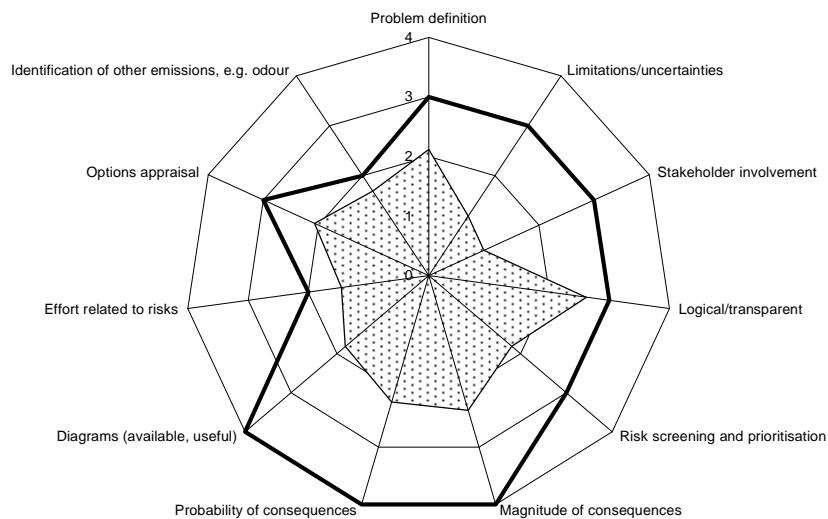 Problem definition
4
Identification of other emissions, e.g. odour
Limitations/uncertainties
3
2
Options appraisal
Stakeholder involvement
1
0
Effort related to risks
Logical/transparent
Diagrams (available, useful)
Risk screening and prioritisation
Probability of consequences
Magnitude of consequences